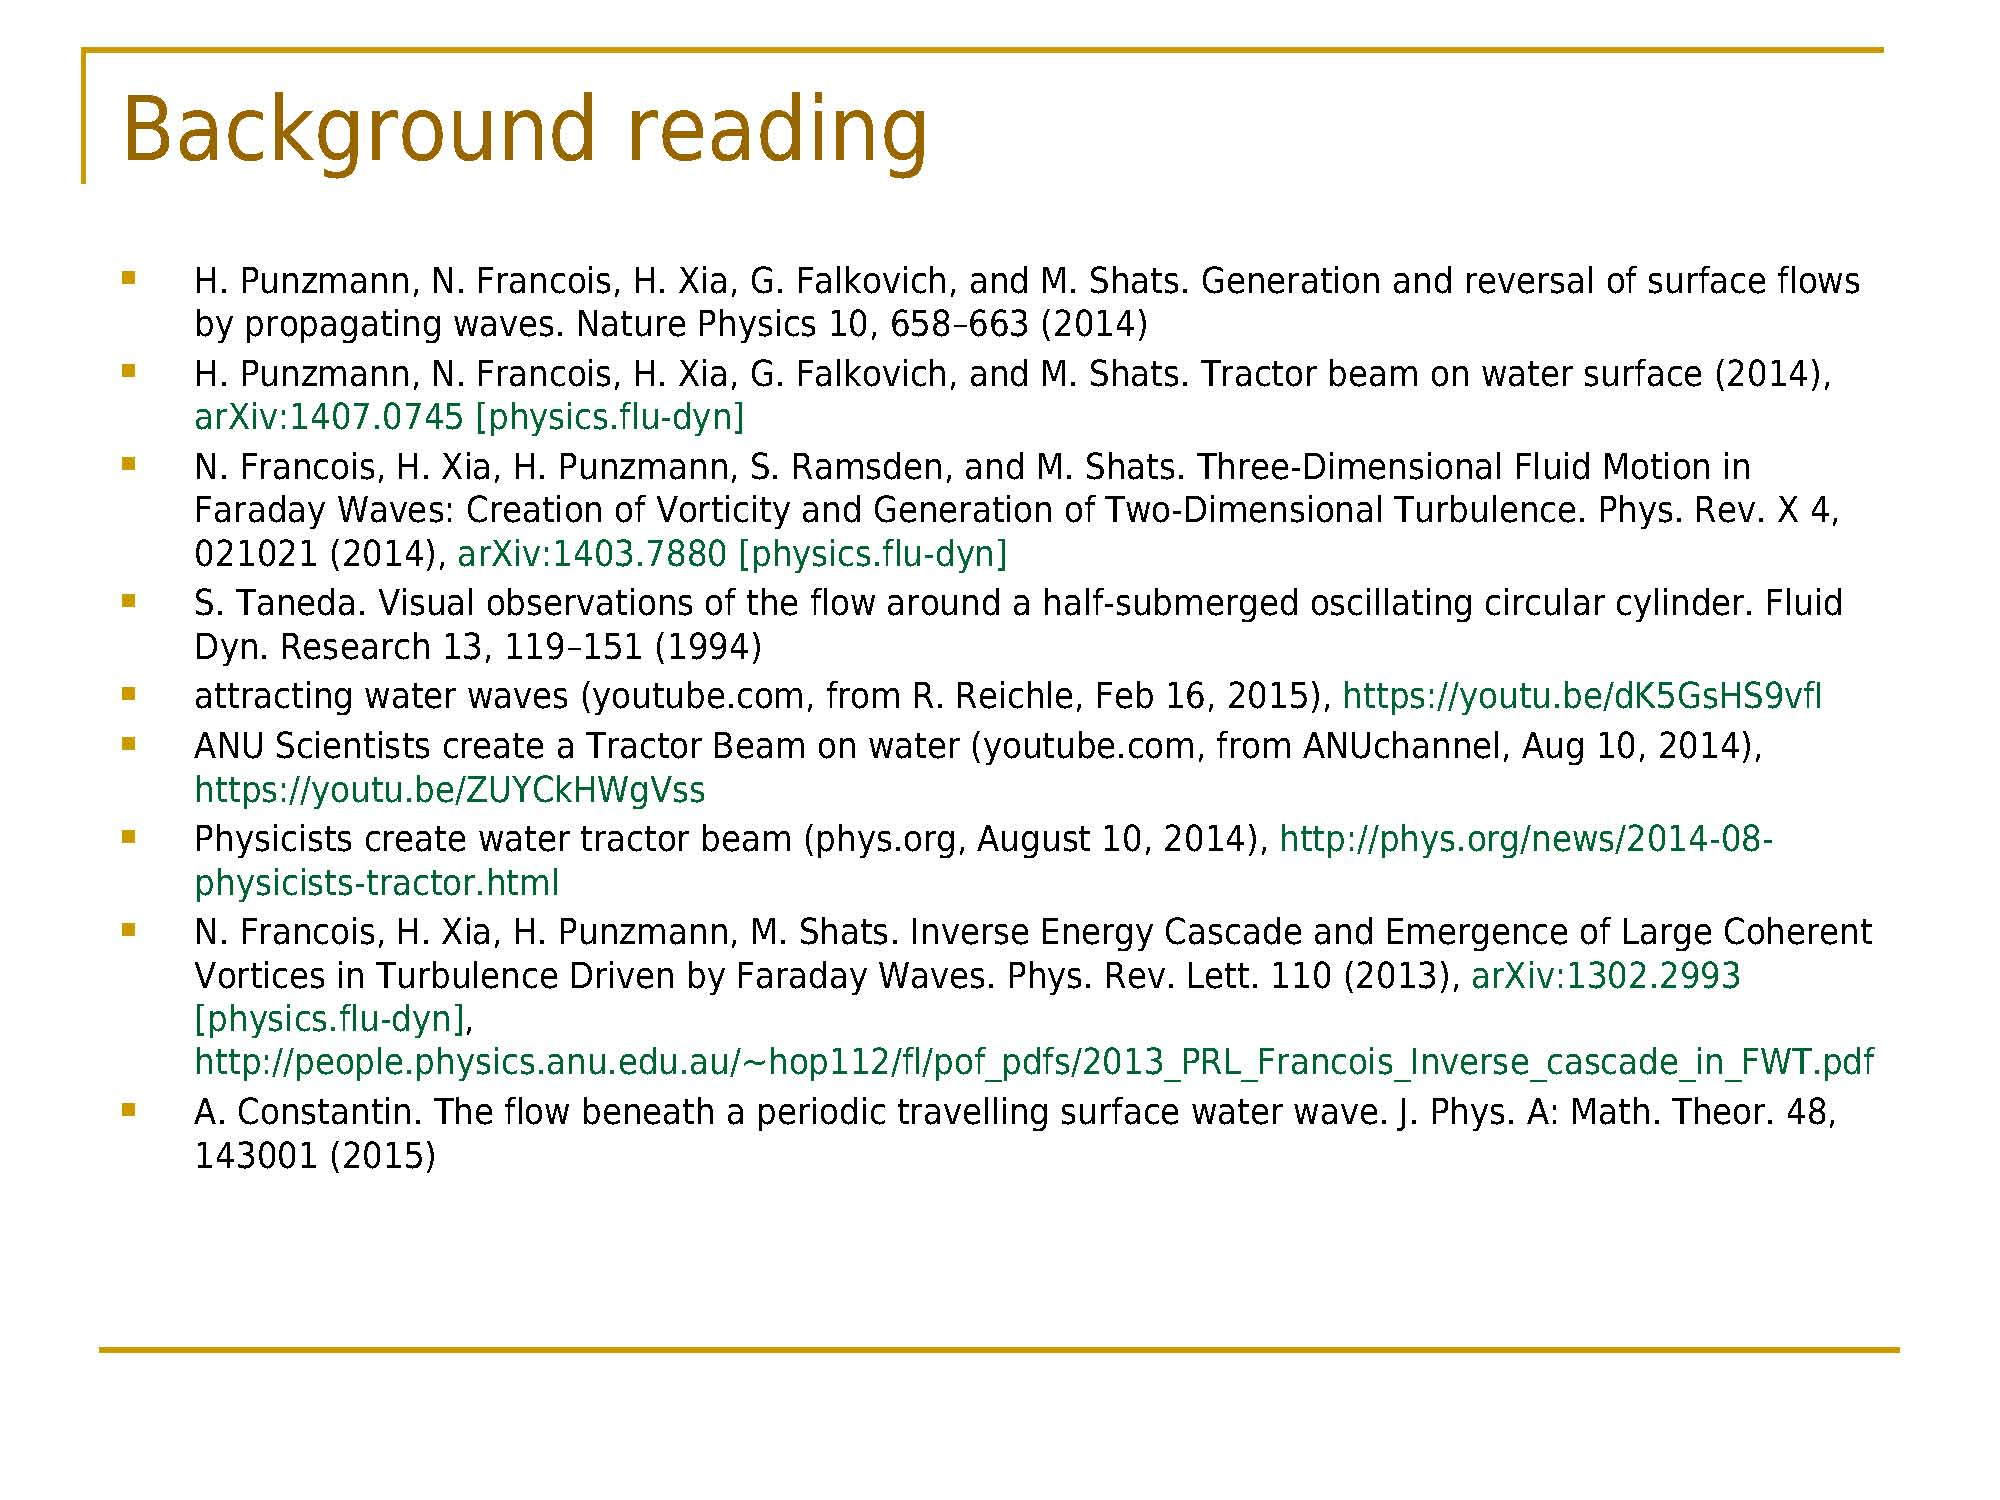 Background reading
H. Punzmann, N. Francois, H. Xia, G. Falkovich, and M. Shats. Generation and reversal of surface flows
by propagating waves. Nature Physics 10, 658–663 (2014)
H. Punzmann, N. Francois, H. Xia, G. Falkovich, and M. Shats. Tractor beam on water surface (2014),
arXiv:1407.0745 [physics.flu-dyn]
N. Francois, H. Xia, H. Punzmann, S. Ramsden, and M. Shats. Three-Dimensional Fluid Motion in
Faraday Waves: Creation of Vorticity and Generation of Two-Dimensional Turbulence. Phys. Rev. X 4,
021021 (2014), arXiv:1403.7880 [physics.flu-dyn]
S. Taneda. Visual observations of the flow around a half-submerged oscillating circular cylinder. Fluid
Dyn. Research 13, 119–151 (1994)
attracting water waves (youtube.com, from R. Reichle, Feb 16, 2015), https://youtu.be/dK5GsHS9vfI
ANU Scientists create a Tractor Beam on water (youtube.com, from ANUchannel, Aug 10, 2014),
https://youtu.be/ZUYCkHWgVss
Physicists create water tractor beam (phys.org, August 10, 2014), http://phys.org/news/2014-08-
physicists-tractor.html
N. Francois, H. Xia, H. Punzmann, M. Shats. Inverse Energy Cascade and Emergence of Large Coherent
Vortices in Turbulence Driven by Faraday Waves. Phys. Rev. Lett. 110 (2013), arXiv:1302.2993
[physics.flu-dyn],
http://people.physics.anu.edu.au/~hop112/fl/pof_pdfs/2013_PRL_Francois_Inverse_cascade_in_FWT.pdf
A. Constantin. The flow beneath a periodic travelling surface water wave. J. Phys. A: Math. Theor. 48,
143001 (2015)